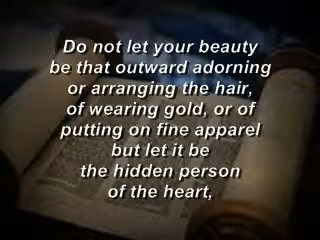 Do not let your beauty
be that outward adorning
or arranging the hair,
of wearing gold, or of
putting on fine apparel
but let it be
the hidden person
of the heart,